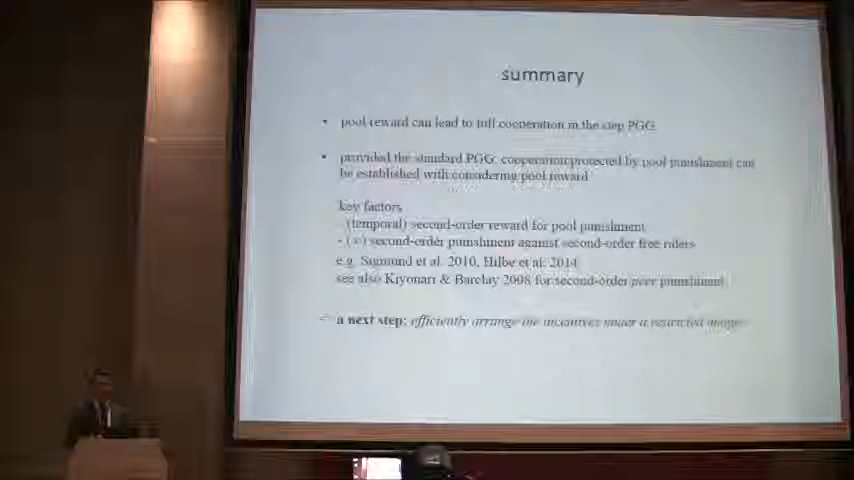 summary
• pool reward can lead to full cooperation in the step PGG
• provided the standard PGG, cooperation protected by pool punishment can
be established with considering pool reward
key factors
- (temporal) second-order reward for pool punishment
second-order punishment against second-order free riders
e.g. Sigmund et al. 2010, Hilbe et al. 2014
see also Kiyonari & Barclay 2008 for second-order peer punishment
a next step: efficiently arrange the incentives under a restricted budget